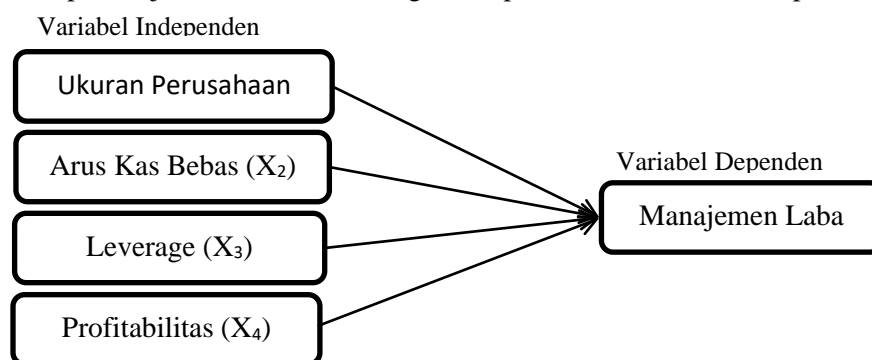 Variabel Independen
Ukuran Perusahaan
Arus Kas Bebas (X₂)
Variabel Dependen
Manajemen Laba
Leverage (X₃)
Profitabilitas (X₄)